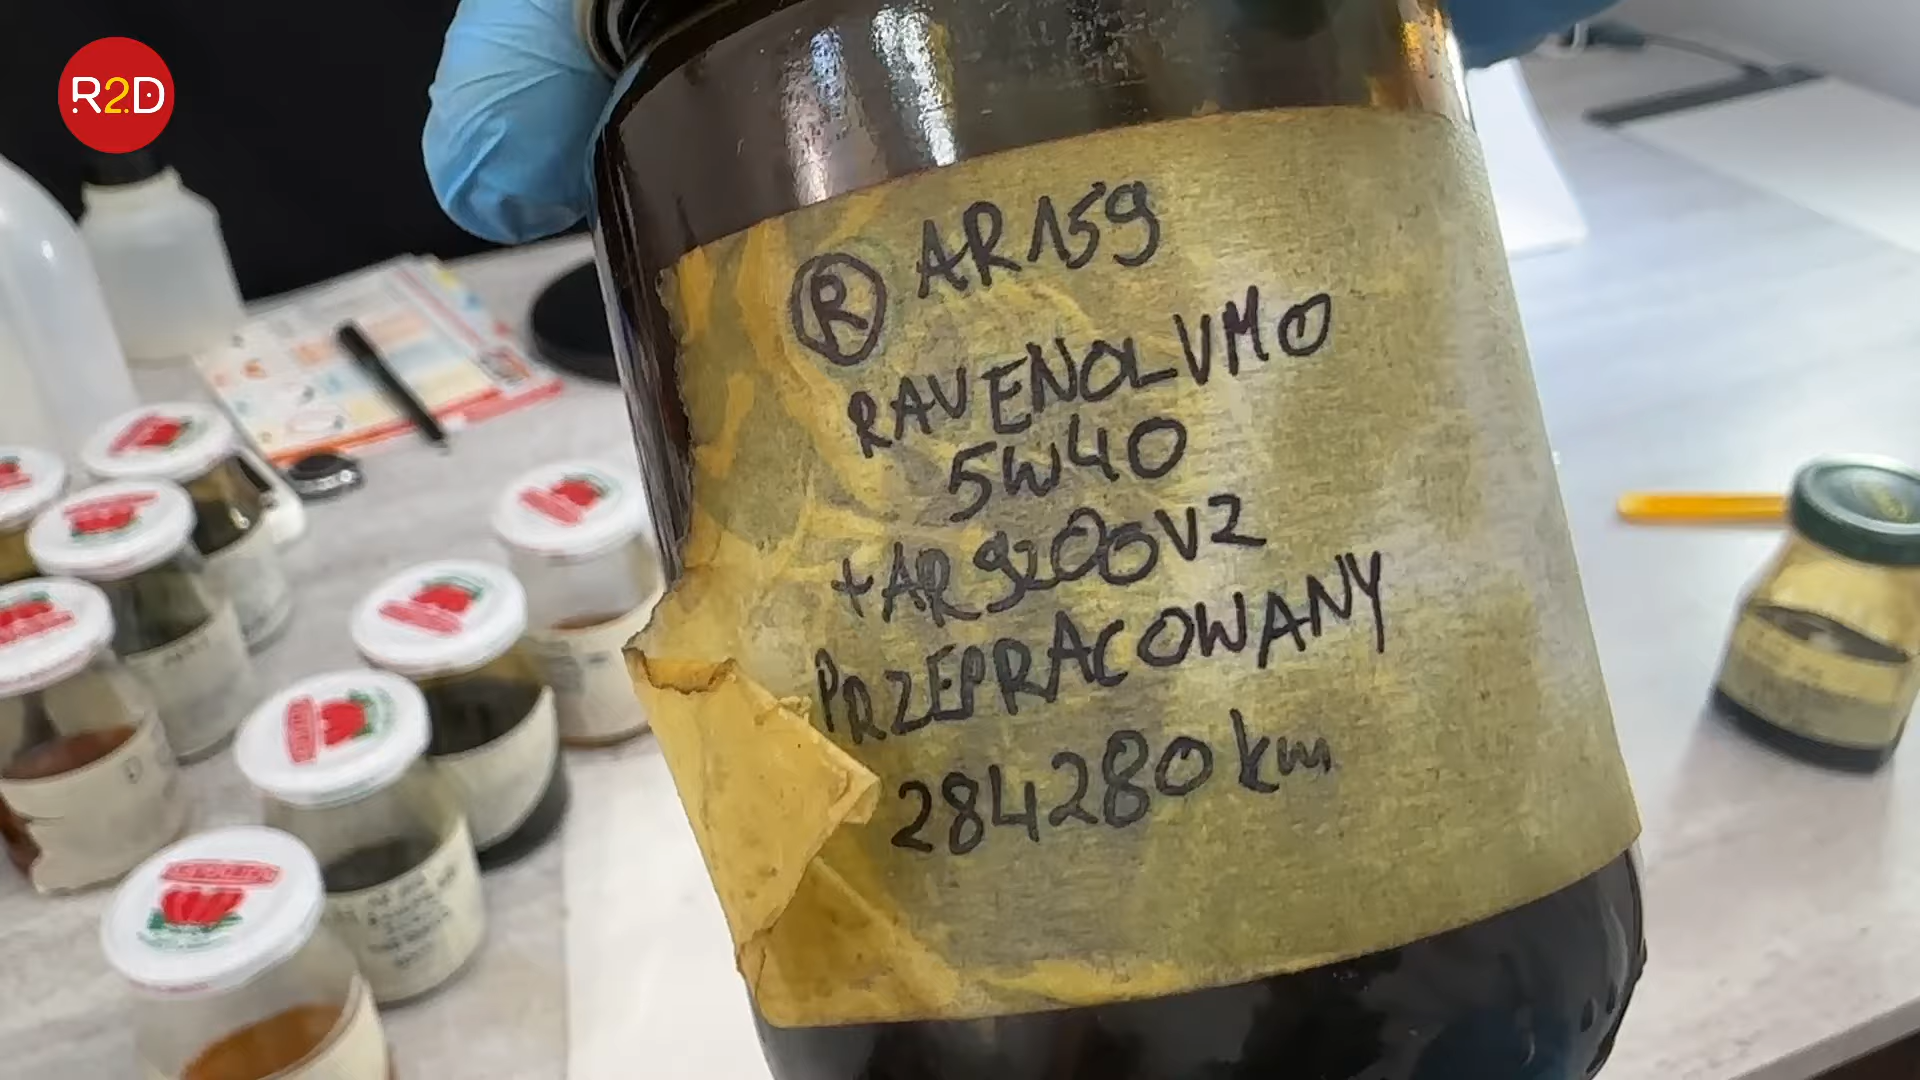 R2D
® AR159
RAVENOL VMO
5W40
+AR9200V2
PRZEPRACOWANY
284280 km